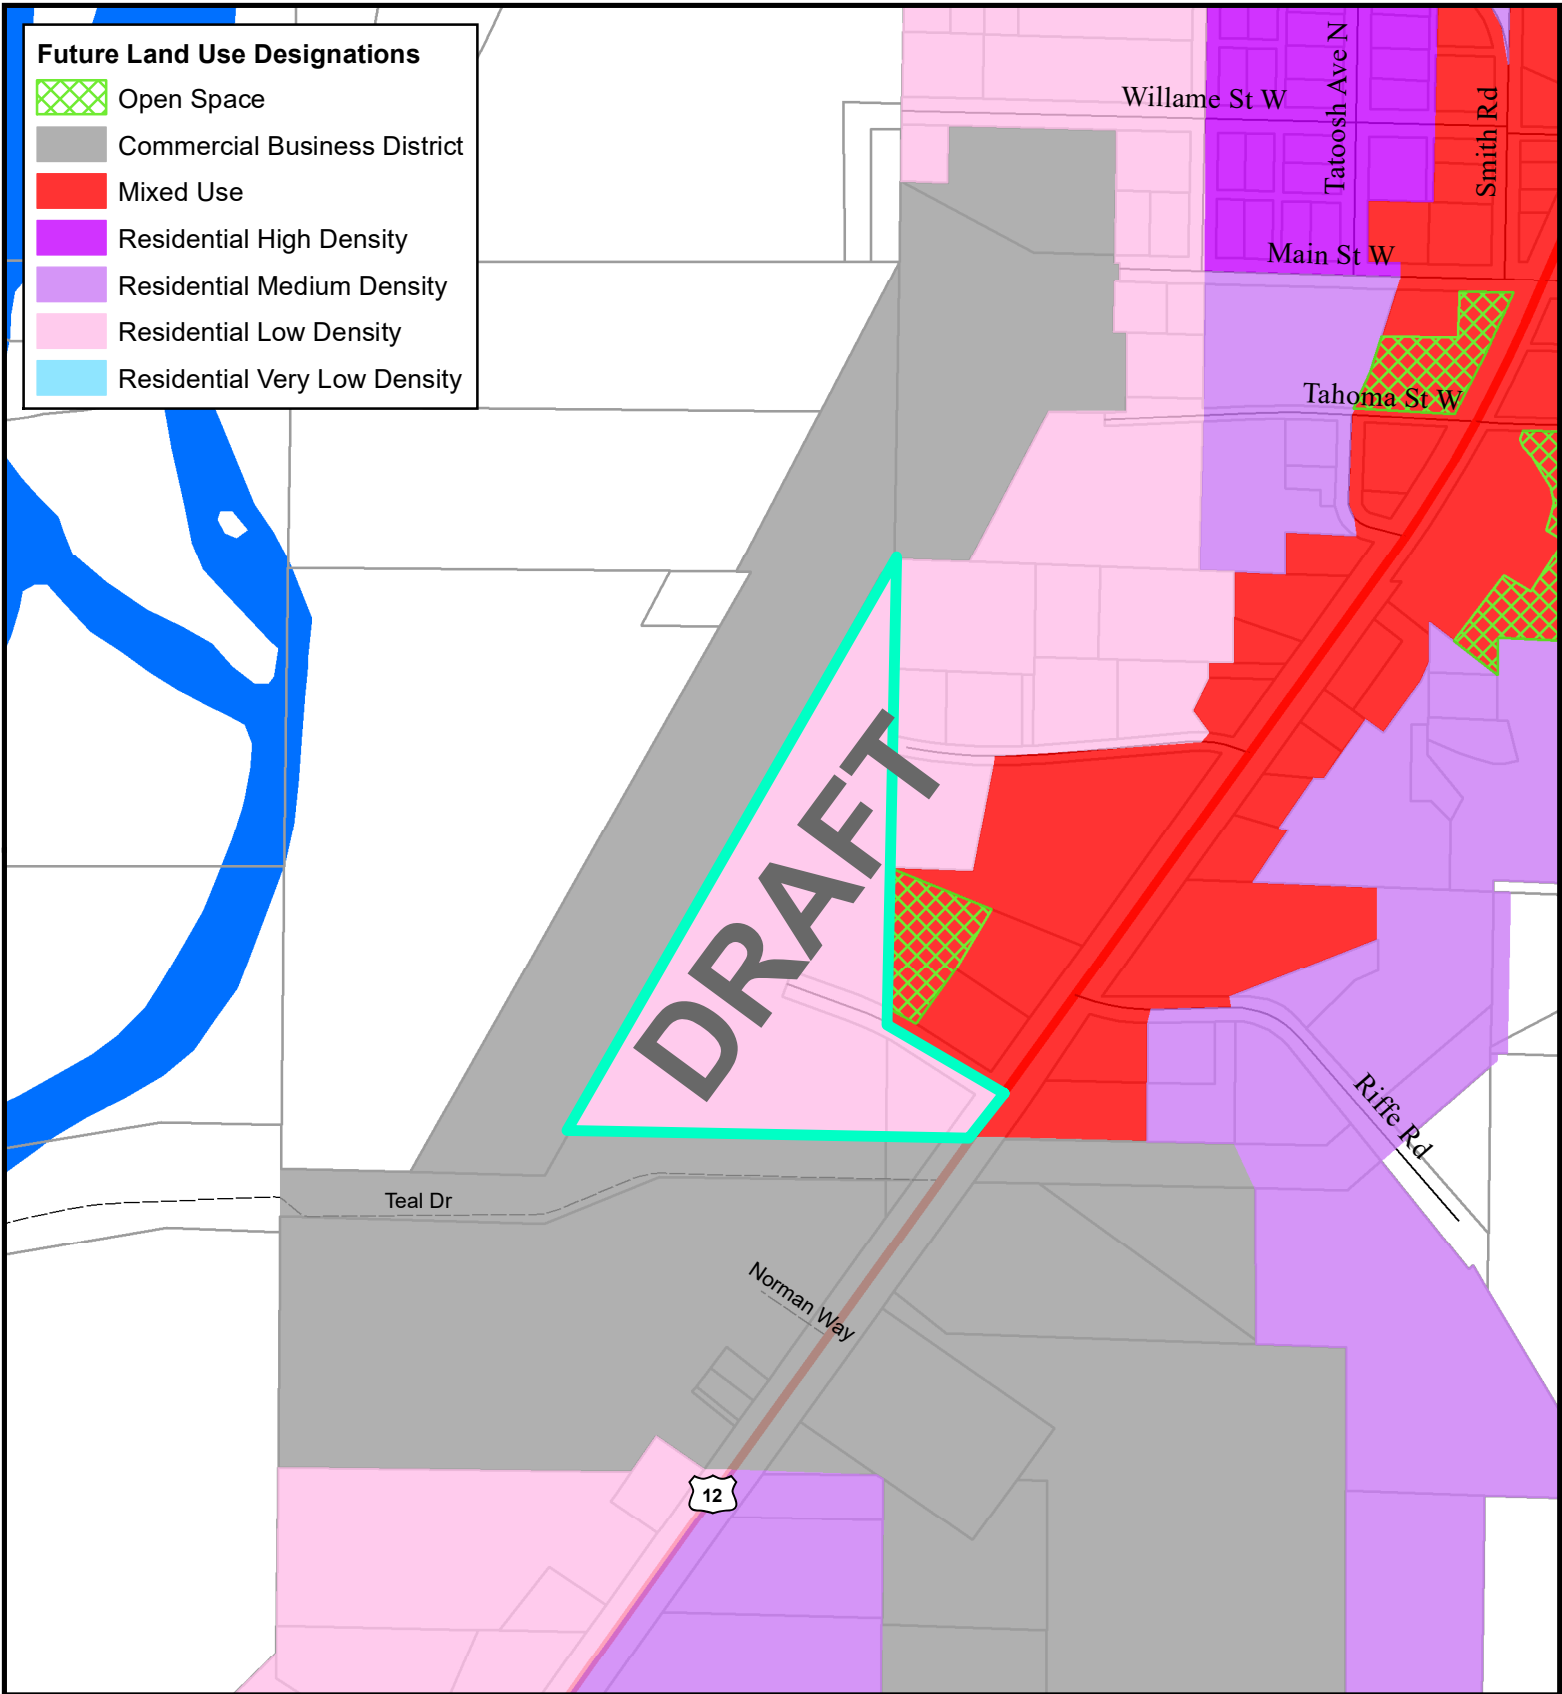 Future Land Use Designations
Open Space
Commercial Business District
Mixed Use
Residential High Density
Residential Medium Density
Residential Low Density
Residential Very Low Density
Willame St W
Tatoosh Ave N
Smith Rd
Main St W
Tahoma St W
DRAFT
Riffe Rd
Teal Dr
Norman Way
12